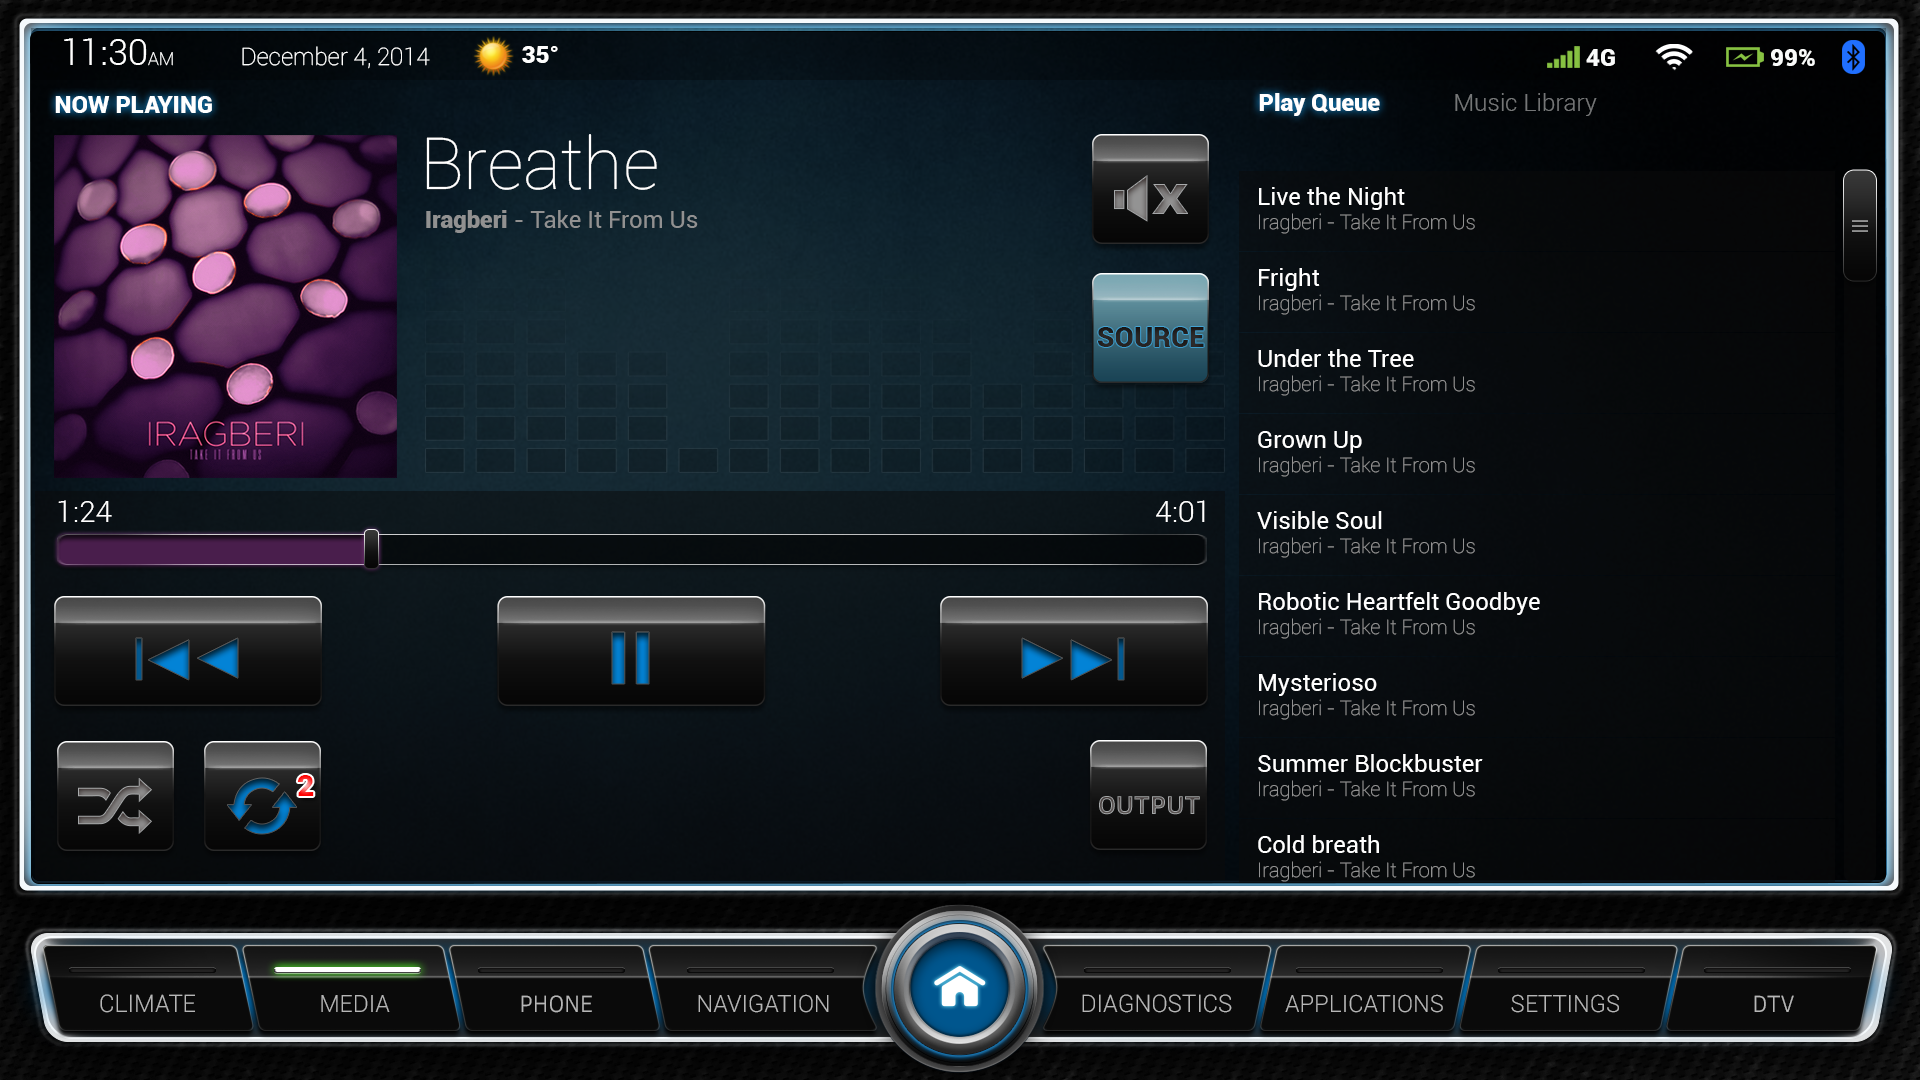 11:30AM
December 4, 2014
35°
4G
99%
NOW PLAYING
Breathe
Iragberi - Take It From Us
IRAGBERI
TAKE IT FROM US
SOURCE
1:24
4:01
2
OUTPUT
Play Queue
Music Library
Live the Night
Iragberi - Take It From Us
Fright
Iragberi - Take It From Us
Under the Tree
Iragberi - Take It From Us
Grown Up
Iragberi - Take It From Us
Visible Soul
Iragberi - Take It From Us
Robotic Heartfelt Goodbye
Iragberi - Take It From Us
Mysterioso
Iragberi - Take It From Us
Summer Blockbuster
Iragberi - Take It From Us
Cold breath
Iragberi - Take It From Us
CLIMATE
MEDIA
PHONE
NAVIGATION
DIAGNOSTICS
APPLICATIONS
SETTINGS
DTV